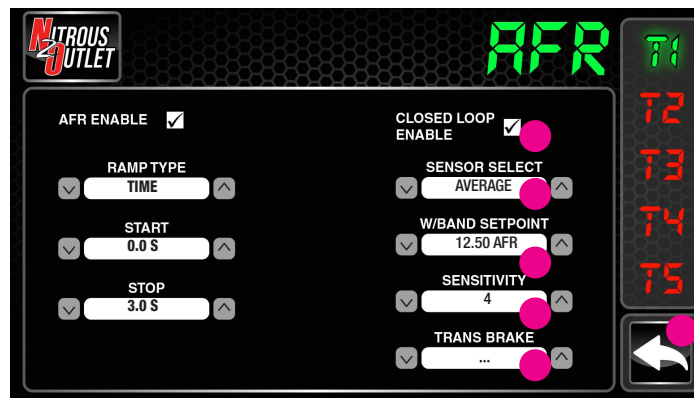 NITROUS
2
OUTLET
AFR
T1
T2
T3
T4
T5
AFR ENABLE
RAMP TYPE
TIME
START
0.0 S
STOP
3.0 S
CLOSED LOOP
ENABLE
SENSOR SELECT
AVERAGE
W/BAND SETPOINT
12.50 AFR
SENSITIVITY
4
TRANS BRAKE
...